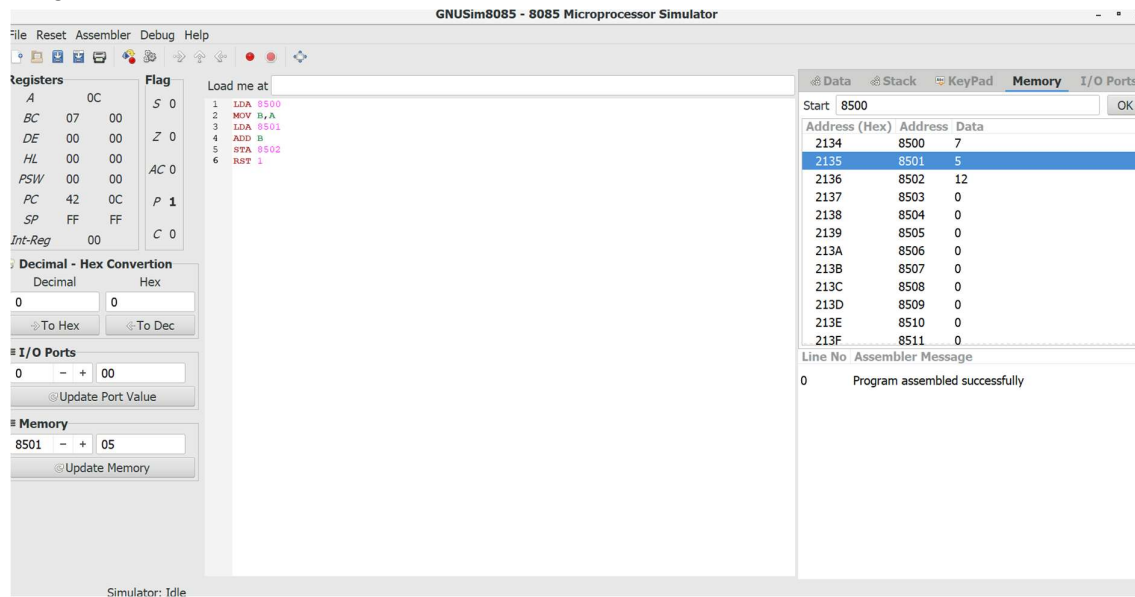 GNUSim8085 - 8085 Microprocessor Simulator
File Reset Assembler Debug Help
Registers
A 0C
BC 07 00
DE 00 00
HL 00 00
PSW 00 00
PC 42 0C
SP FF FF
Int-Reg 00
Flag
S 0
Z 0
AC 0
P 1
C 0
Decimal - Hex Convertion
Decimal Hex
0 0
To Hex To Dec
I/O Ports
0 - + 00
Update Port Value
Memory
8501 - + 05
Update Memory
Load me at
1 LDA 8500
2 MOV B,A
3 LDA 8501
4 ADD B
5 STA 8502
6 RST 1
Data Stack KeyPad Memory I/O Ports
Start 8500 OK
Address (Hex) Address Data
2134 8500 7
2135 8501 5
2136 8502 12
2137 8503 0
2138 8504 0
2139 8505 0
213A 8506 0
213B 8507 0
213C 8508 0
213D 8509 0
213E 8510 0
213F 8511 0
Line No Assembler Message
0 Program assembled successfully
Simulator: Idle